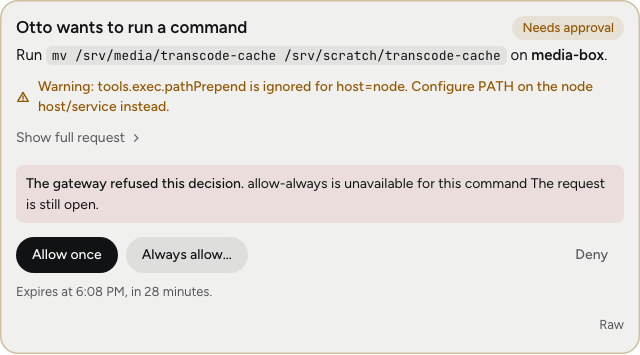 Otto wants to run a command
Needs approval
Run mv /srv/media/transcode-cache /srv/scratch/transcode-cache on media-box.
Warning: tools.exec.pathPrepend is ignored for host=node. Configure PATH on the node
host/service instead.
Show full request
The gateway refused this decision. allow-always is unavailable for this command The request
is still open.
Allow once
Always allow...
Deny
Expires at 6:08 PM, in 28 minutes.
Raw